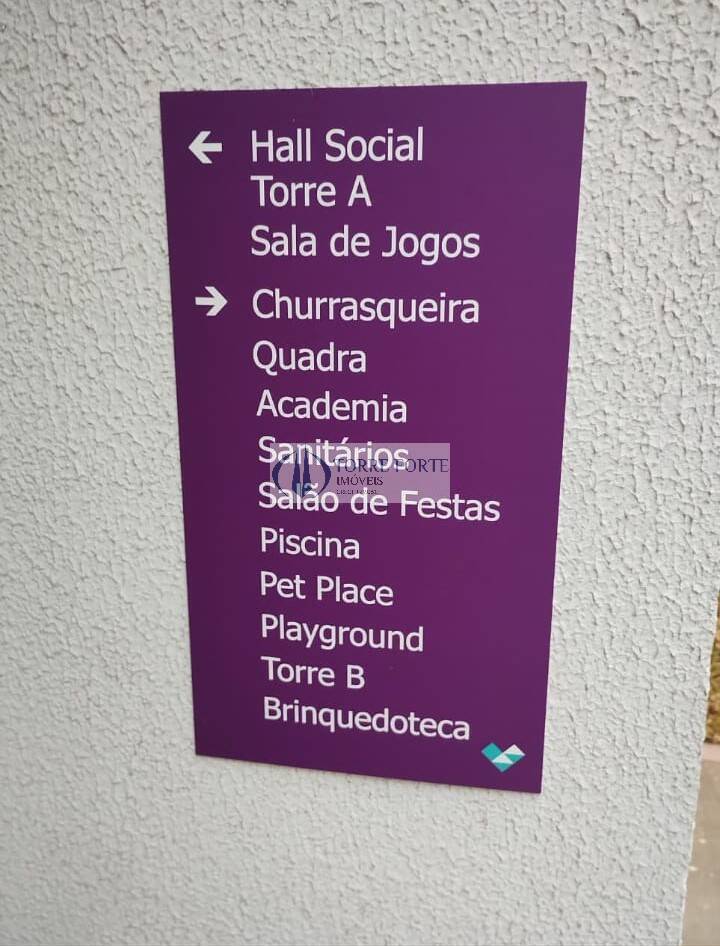 ← Hall Social
Torre A
Sala de Jogos
→ Churrasqueira
Quadra
Academia
Sanitários
TORRE FORTE
IMÓVEIS
Salão de Festas
Piscina
Pet Place
Playground
Torre B
Brinquedoteca